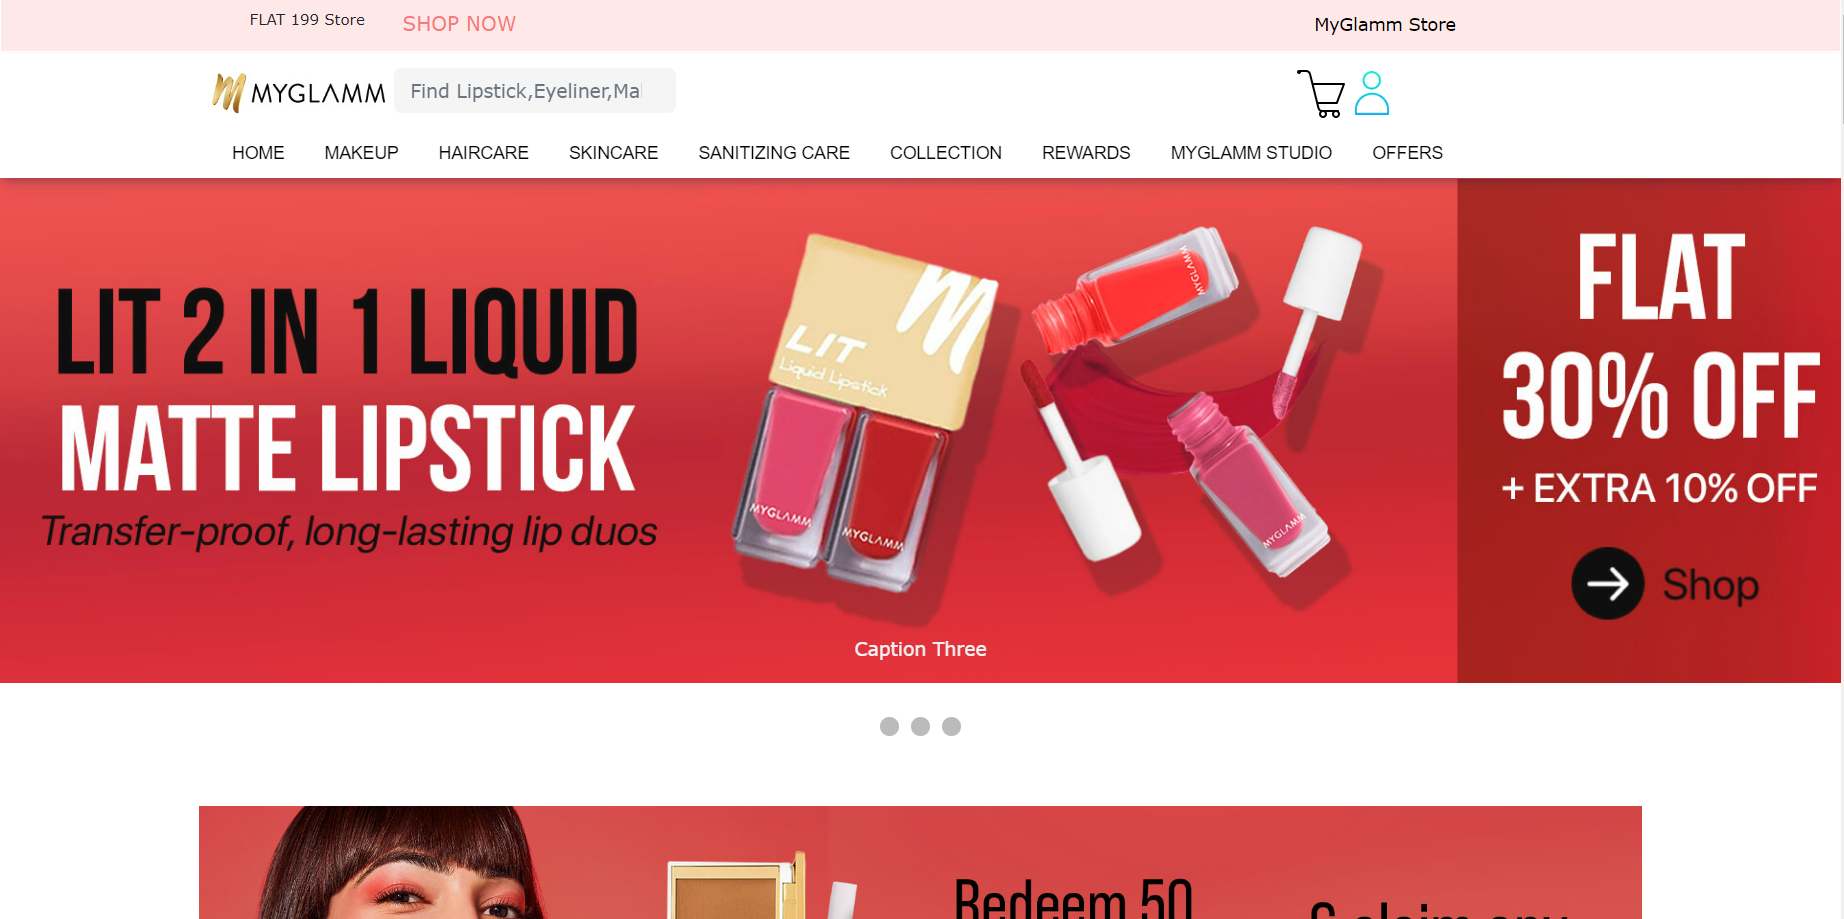 FLAT 199 Store SHOP NOW MyGlamm Store
MYGLAMM Find Lipstick,Eyeliner,Ma
HOME MAKEUP HAIRCARE SKINCARE SANITIZING CARE COLLECTION REWARDS MYGLAMM STUDIO OFFERS
LIT 2 IN 1 LIQUID
MATTE LIPSTICK
Transfer-proof, long-lasting lip duos
LIT
Liquid Lipstick
MYGLAMM
MYGLAMM
MYGLAMM
MYGLAMM
FLAT
30% OFF
+ EXTRA 10% OFF
Shop
Caption Three
Redeem 50
& claim any